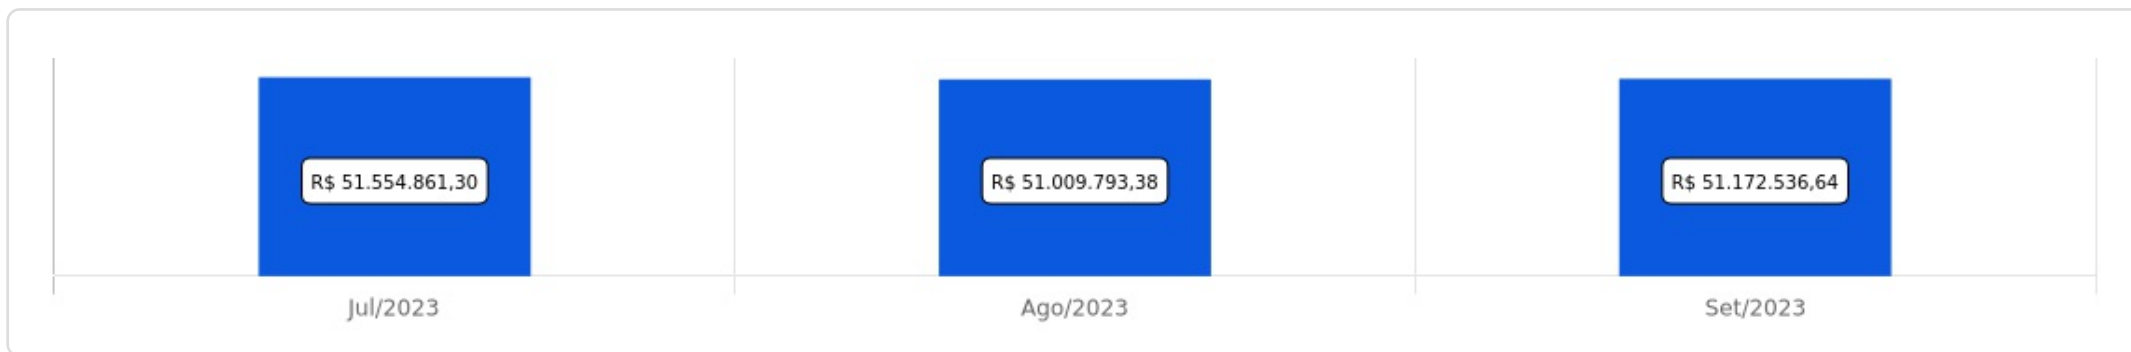 R$ 51.554.861,30
R$ 51.009.793,38
R$ 51.172.536,64
Jul/2023
Ago/2023
Set/2023